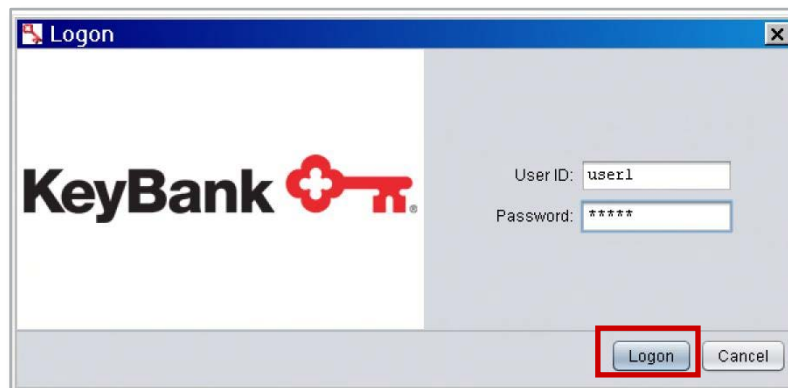 Logon
KeyBank ®
User ID: user1
Password: *****
Logon Cancel